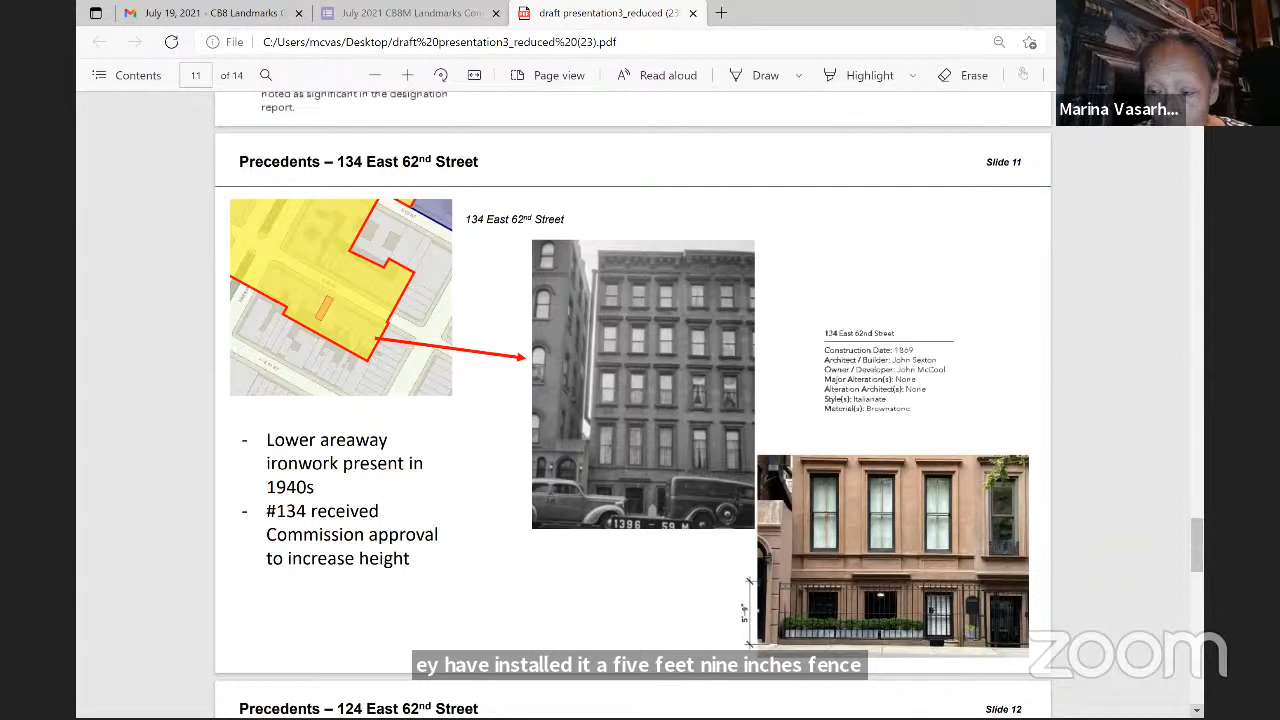 July 19, 2021 - CB8 Landmarks C
July 2021 CB8M Landmarks Co
draft presentation3_reduced (23).p
File
C:/Users/mcvas/Desktop/draft%20presentation3_reduced%20(23).pdf
Contents
11
of 14
Page view
Read aloud
Draw
Highlight
Erase
Marina Vasarh...
noted as significant in the designation
report.
Precedents – 134 East 62nd Street
Slide 11
134 East 62nd Street
134 East 62nd Street
Construction Date: 1869
Architect / Builder: John Sexton
Owner / Developer: John McCool
Major Alteration(s): None
Alteration Architect(s): None
Style(s): Italianate
Material(s): Brownstone
- Lower areaway
ironwork present in
1940s
- #134 received
Commission approval
to increase height
1396 - 59 M
5'-9"
zoom
ey have installed it a five feet nine inches fence
Precedents – 124 East 62nd Street
Slide 12